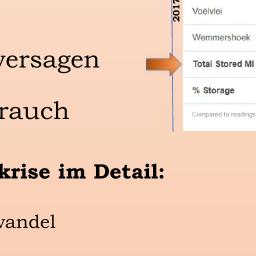 versagen
rauch
krise im Detail:
wandel
2017
Voëlvlei
Wemmershoek
Total Stored Ml
% Storage
Compared to readings